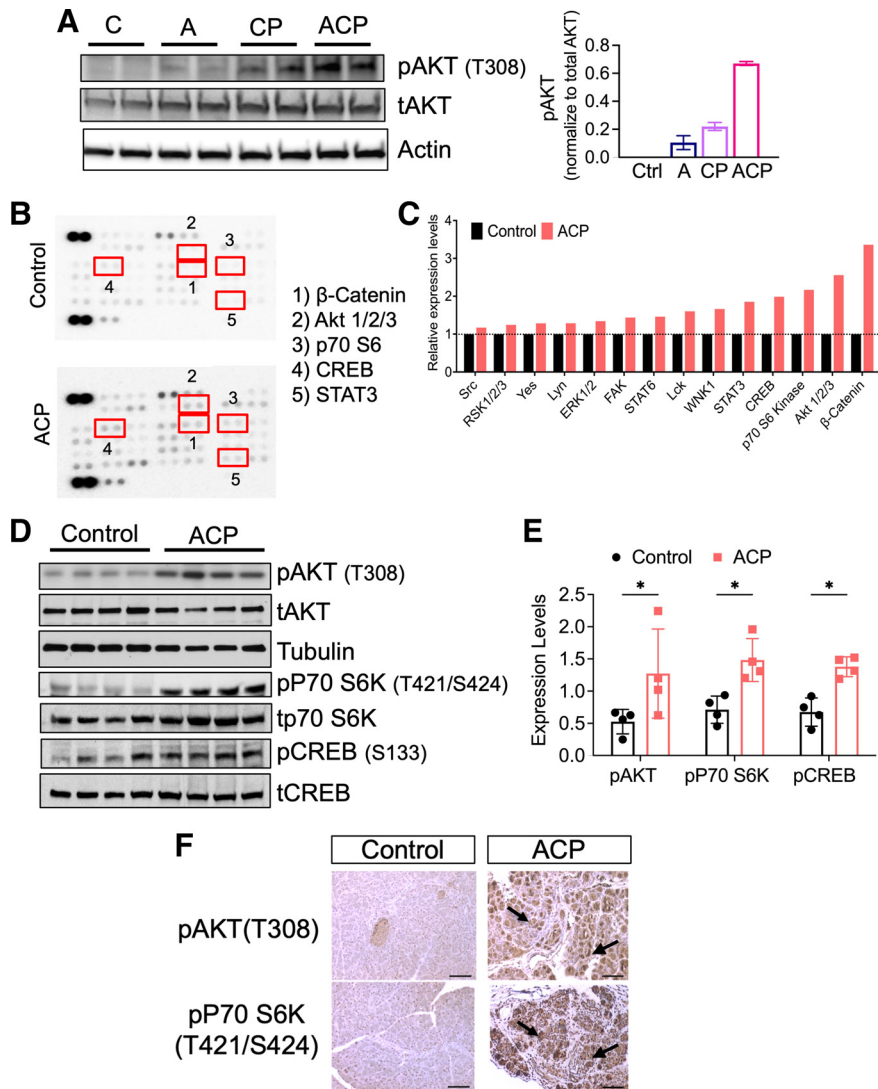 A
C A CP ACP
pAKT (T308)
tAKT
Actin
pAKT
(normalize to total AKT)
0.8
0.6
0.4
0.2
0.0
Ctrl A CP ACP
B
Control
2
3
4
1
5
ACP
2
3
4
1
5
1) β-Catenin
2) Akt 1/2/3
3) p70 S6
4) CREB
5) STAT3
C
Control ACP
Relative expression levels
4
3
2
1
0
Src
RSK1/2/3
Yes
Lyn
ERK1/2
FAK
STAT6
Lck
WNK1
STAT3
CREB
p70 S6 Kinase
Akt 1/2/3
β-Catenin
D
Control ACP
pAKT (T308)
tAKT
Tubulin
pP70 S6K (T421/S424)
tp70 S6K
pCREB (S133)
tCREB
E
Control ACP
Expression Levels
2.5
2.0
1.5
1.0
0.5
0.0
* * *
pAKT pP70 S6K pCREB
F
Control ACP
pAKT(T308)
pP70 S6K
(T421/S424)